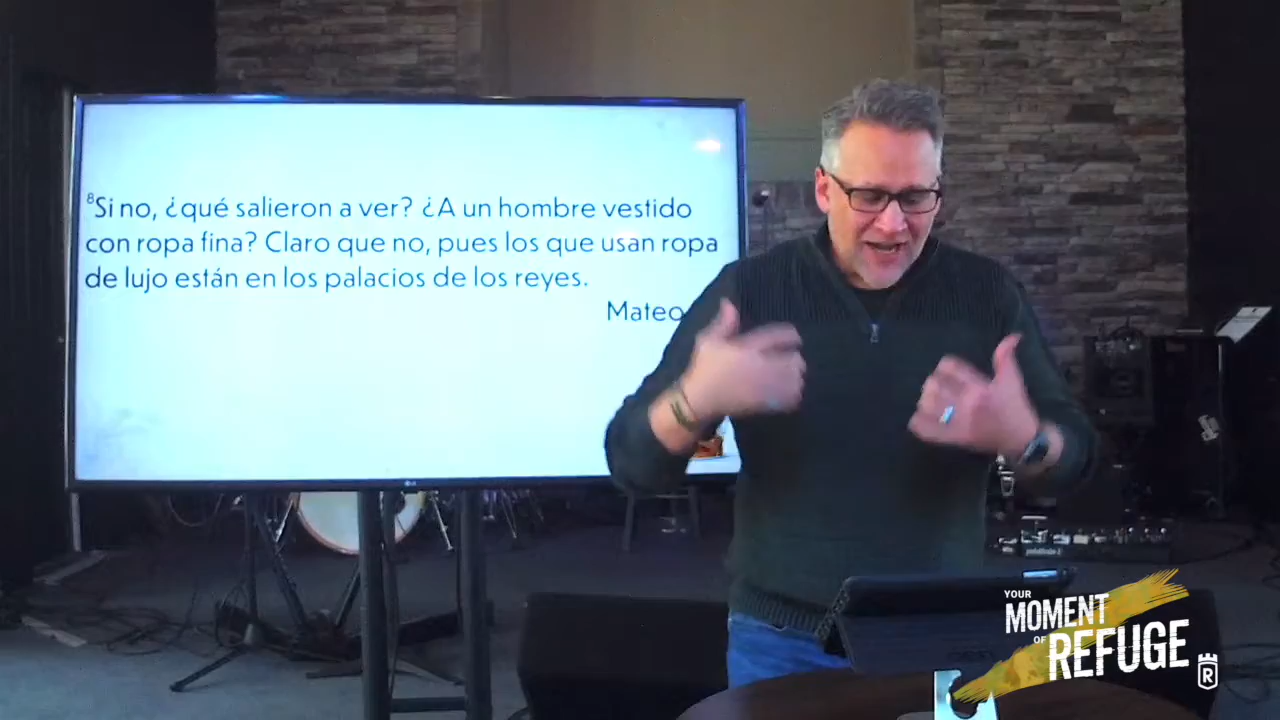 ⁸Si no, ¿qué salieron a ver? ¿A un hombre vestido
con ropa fina? Claro que no, pues los que usan ropa
de lujo están en los palacios de los reyes.
Mateo
YOUR
MOMENT
OF
REFUGE
R